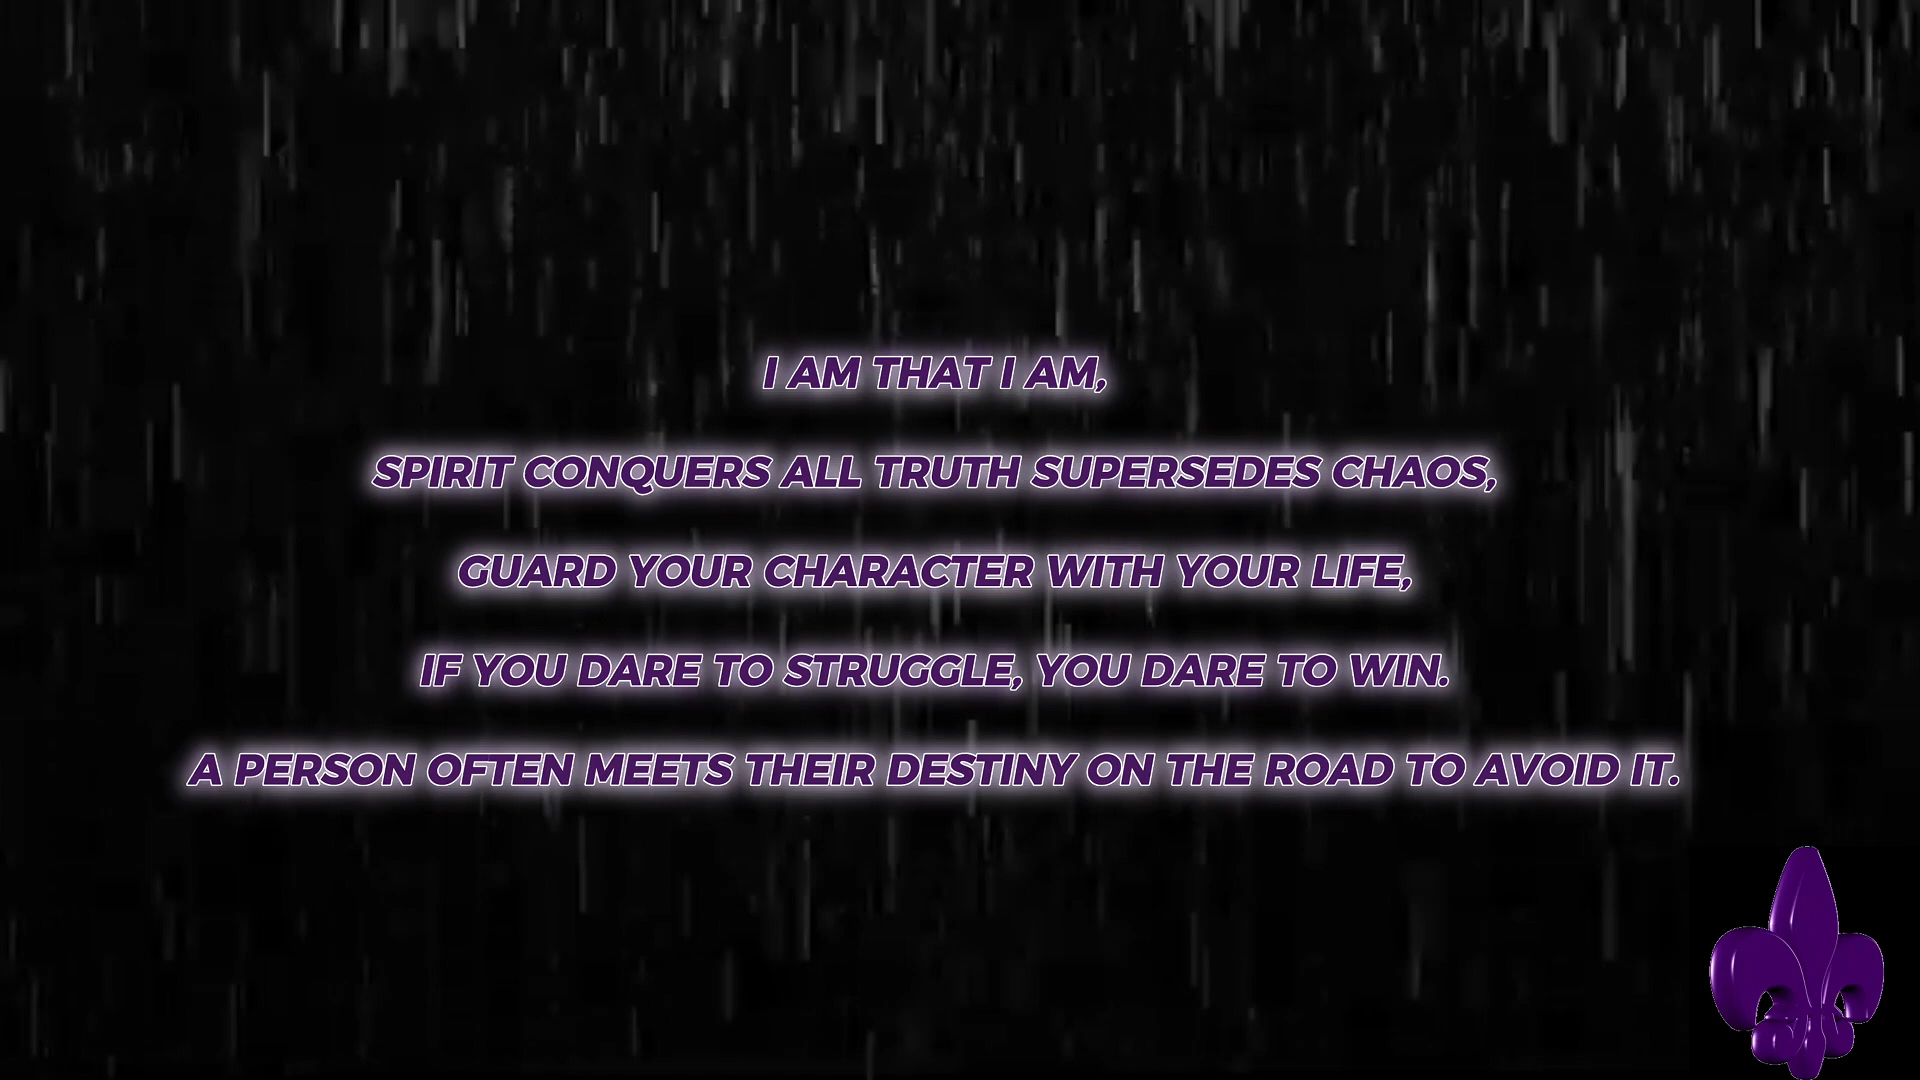 I AM THAT I AM,
SPIRIT CONQUERS ALL TRUTH SUPERSEDES CHAOS,
GUARD YOUR CHARACTER WITH YOUR LIFE,
IF YOU DARE TO STRUGGLE, YOU DARE TO WIN.
A PERSON OFTEN MEETS THEIR DESTINY ON THE ROAD TO AVOID IT.